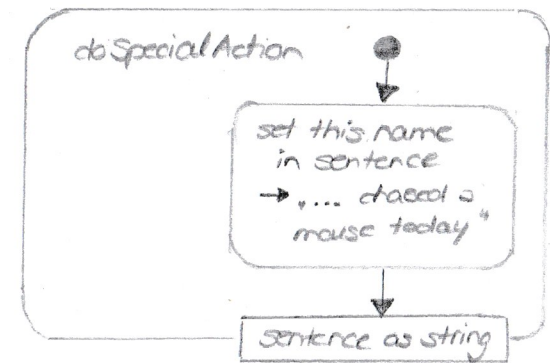 doSpecialAction
set this name
in sentence
→ „... chased a
mouse today"
sentence as string